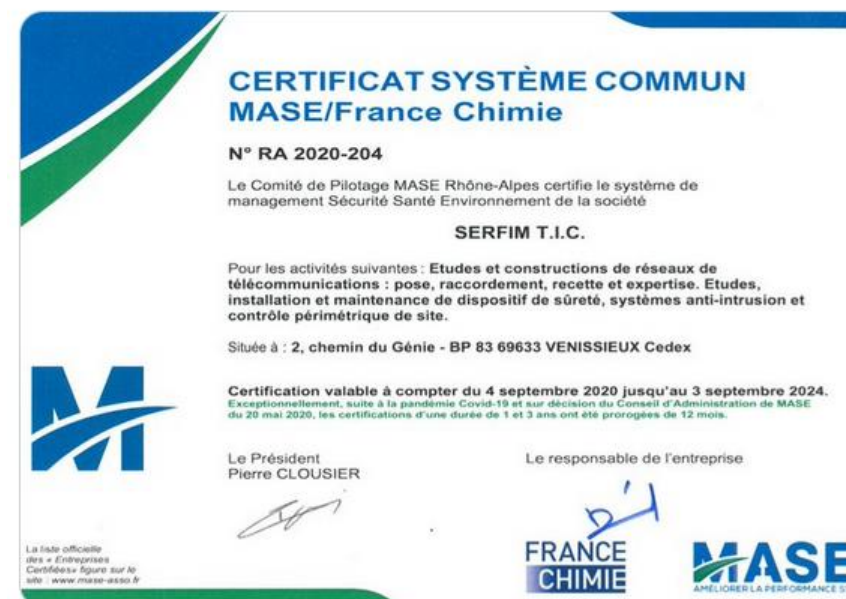 CERTIFICAT SYSTÈME COMMUN
MASE/France Chimie
N° RA 2020-204
Le Comité de Pilotage MASE Rhône-Alpes certifie le système de
management Sécurité Santé Environnement de la société
SERFIM T.I.C.
Pour les activités suivantes : Etudes et constructions de réseaux de
télécommunications : pose, raccordement, recette et expertise. Etudes,
installation et maintenance de dispositif de sûreté, systèmes anti-intrusion et
contrôle périmétrique de site.
Située à : 2, chemin du Génie - BP 83 69633 VENISSIEUX Cedex
Certification valable à compter du 4 septembre 2020 jusqu'au 3 septembre 2024.
Exceptionnellement, suite à la pandémie Covid-19 et sur décision du Conseil d'Administration de MASE
du 20 mai 2020, les certifications d'une durée de 1 et 3 ans ont été prorogées de 12 mois.
Le Président
Pierre CLOUSIER
Le responsable de l'entreprise
La liste officielle
des « Entreprises
Certifiées» figure sur le
site : www.mase-asso.fr
FRANCE
CHIMIE
MASE
AMÉLIORER LA PERFORMANCE